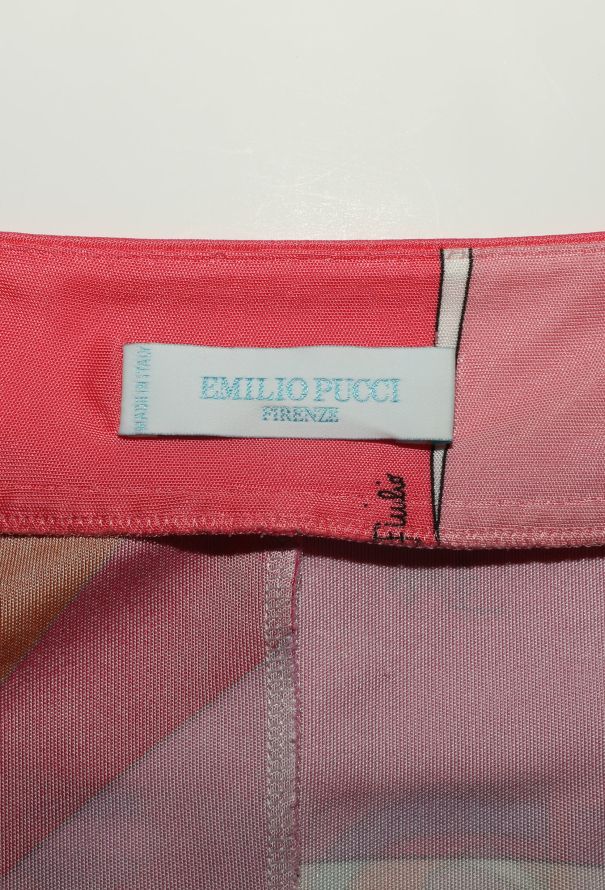 MADE IN ITALY
EMILIO PUCCI
FIRENZE
Emilio